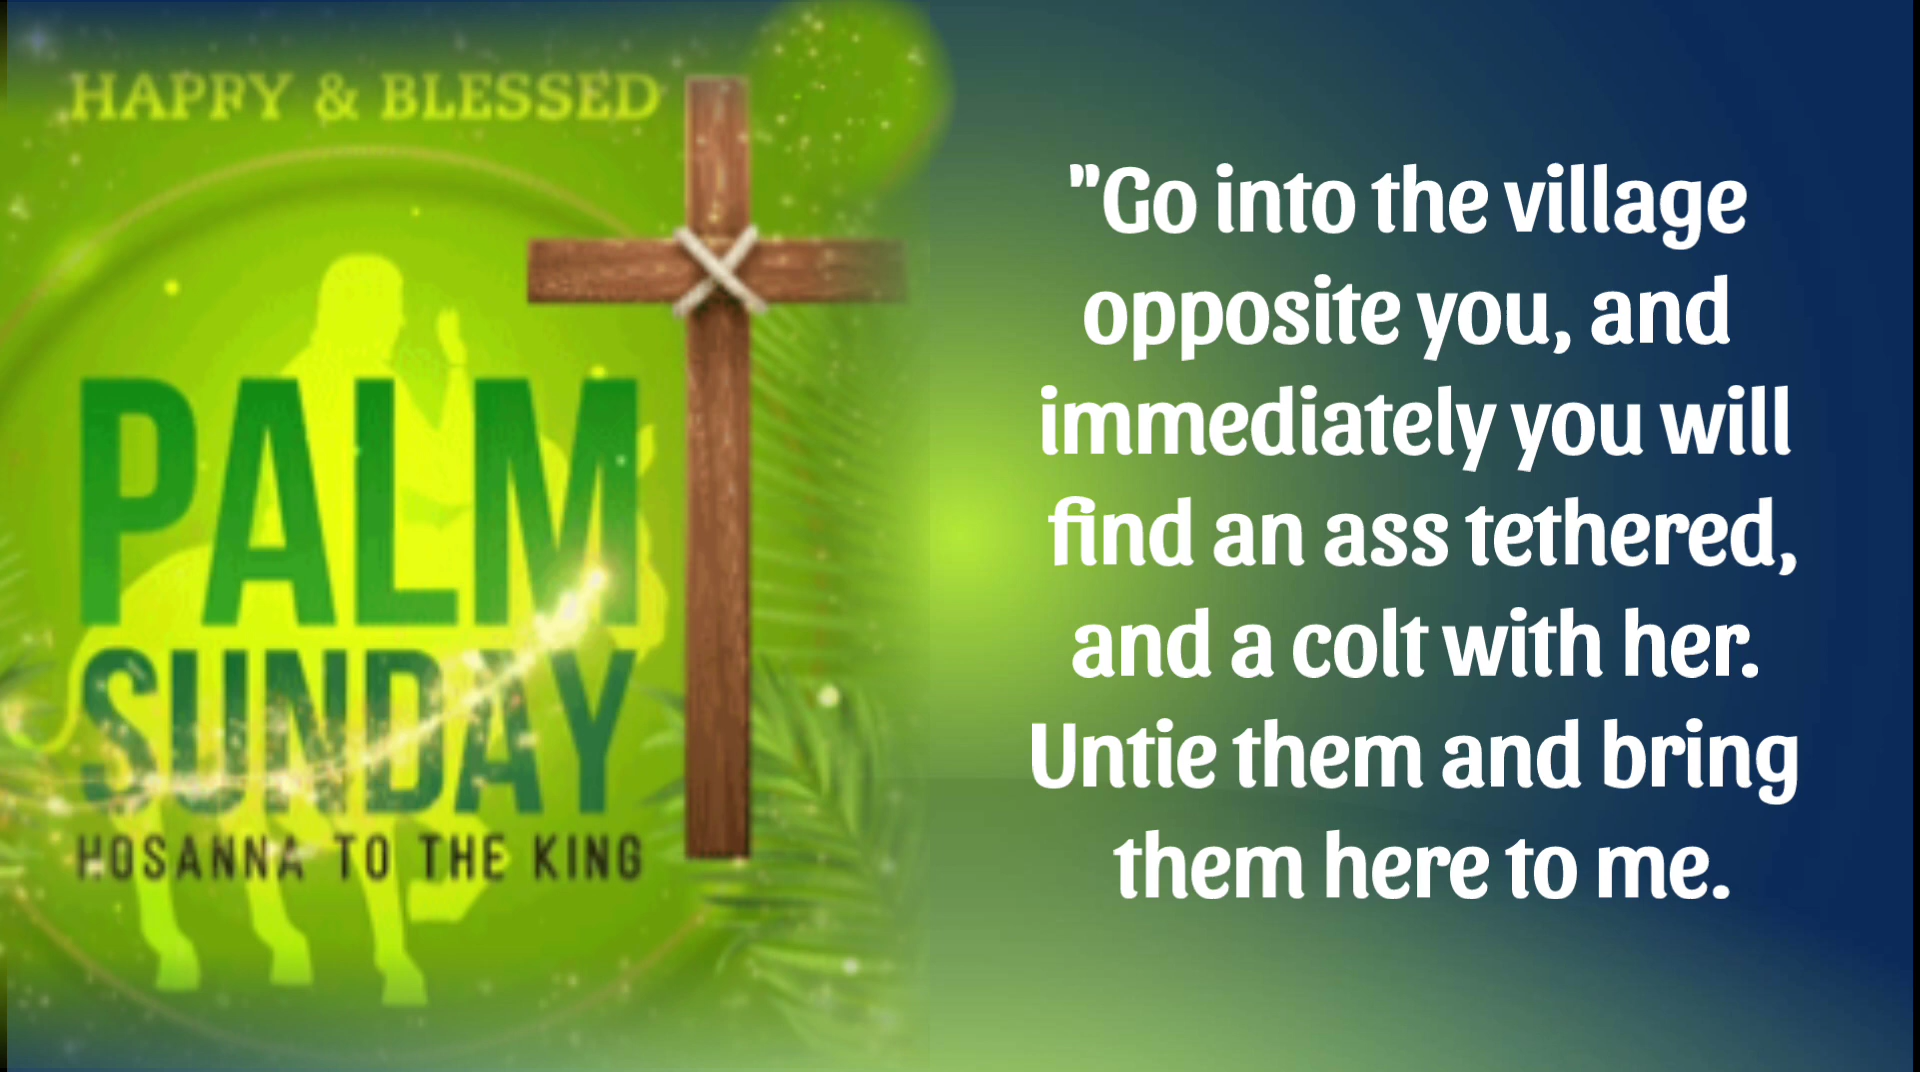 HAPPY & BLESSED
PALM
SUNDAY
HOSANNA TO THE KING
"Go into the village
opposite you, and
immediately you will
find an ass tethered,
and a colt with her.
Untie them and bring
them here to me.